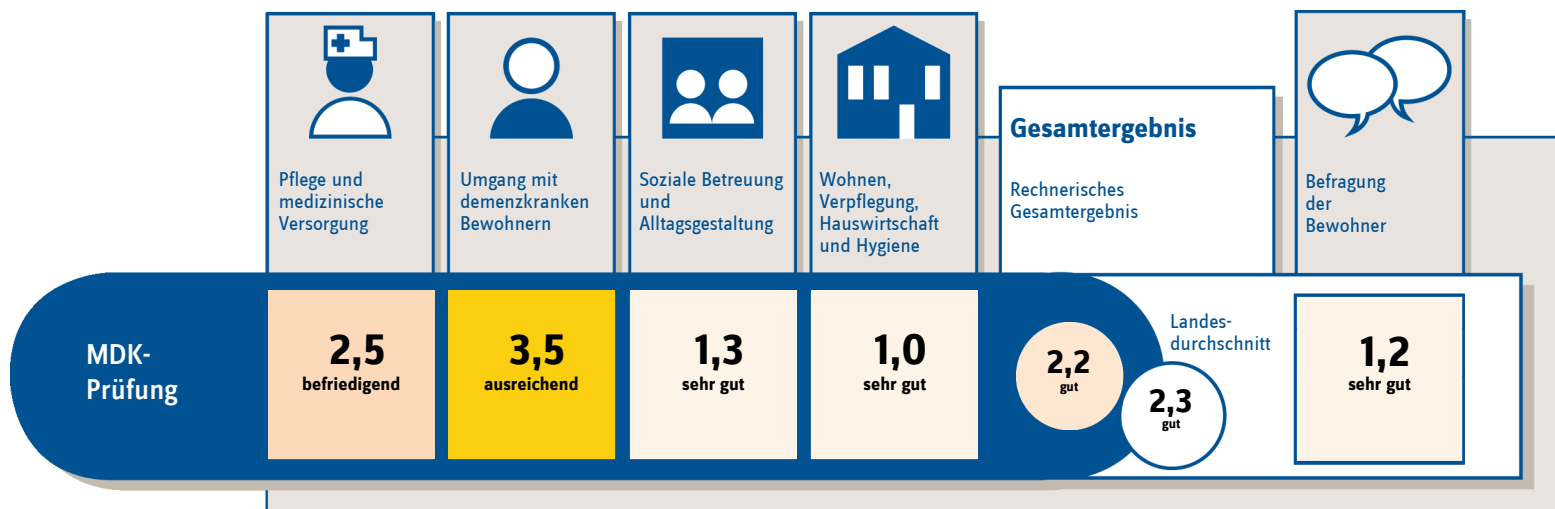 Pflege und
medizinische
Versorgung
Umgang mit
demenzkranken
Bewohnern
Soziale Betreuung
und
Alltagsgestaltung
Wohnen,
Verpflegung,
Hauswirtschaft
und Hygiene
Gesamtergebnis
Rechnerisches
Gesamtergebnis
Befragung
der
Bewohner
MDK-
Prüfung
2,5
befriedigend
3,5
ausreichend
1,3
sehr gut
1,0
sehr gut
2,2
gut
Landes-
durchschnitt
2,3
gut
1,2
sehr gut